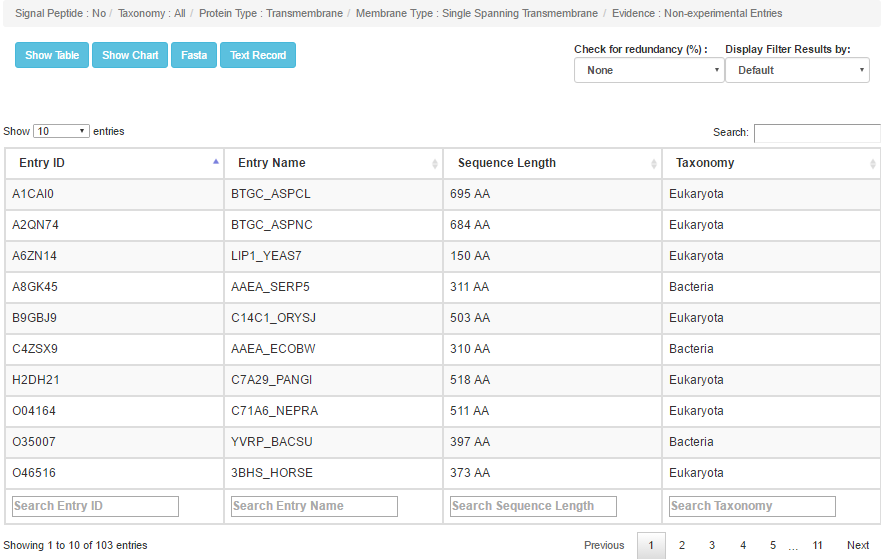 Signal Peptide : No / Taxonomy : All / Protein Type : Transmembrane / Membrane Type : Single Spanning Transmembrane / Evidence : Non-experimental Entries
Show Table Show Chart Fasta Text Record
Check for redundancy (%) : Display Filter Results by:
None Default
Show 10 entries Search:
Entry ID Entry Name Sequence Length Taxonomy
A1CAI0 BTGC_ASPCL 695 AA Eukaryota
A2QN74 BTGC_ASPNC 684 AA Eukaryota
A6ZN14 LIP1_YEAS7 150 AA Eukaryota
A8GK45 AAEA_SERP5 311 AA Bacteria
B9GBJ9 C14C1_ORYSJ 503 AA Eukaryota
C4ZSX9 AAEA_ECOBW 310 AA Bacteria
H2DH21 C7A29_PANGI 518 AA Eukaryota
O04164 C71A6_NEPRA 511 AA Eukaryota
O35007 YVRP_BACSU 397 AA Bacteria
O46516 3BHS_HORSE 373 AA Eukaryota
Search Entry ID Search Entry Name Search Sequence Length Search Taxonomy
Showing 1 to 10 of 103 entries Previous 1 2 3 4 5 ... 11 Next